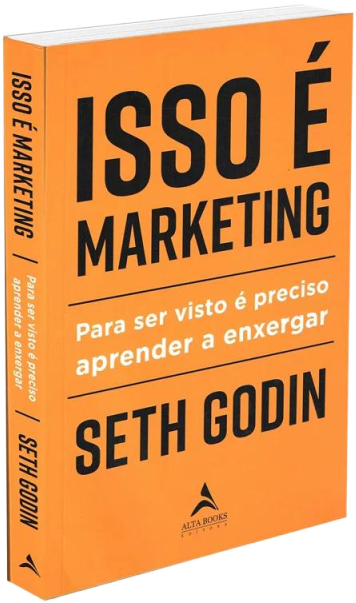 ISSO É
MARKETING
Para ser visto é preciso
aprender a enxergar
SETH GODIN
ALTA BOOKS
EDITORA
ISSO É MARKETING
Para ser visto é preciso
aprender a enxergar
SETH GODIN